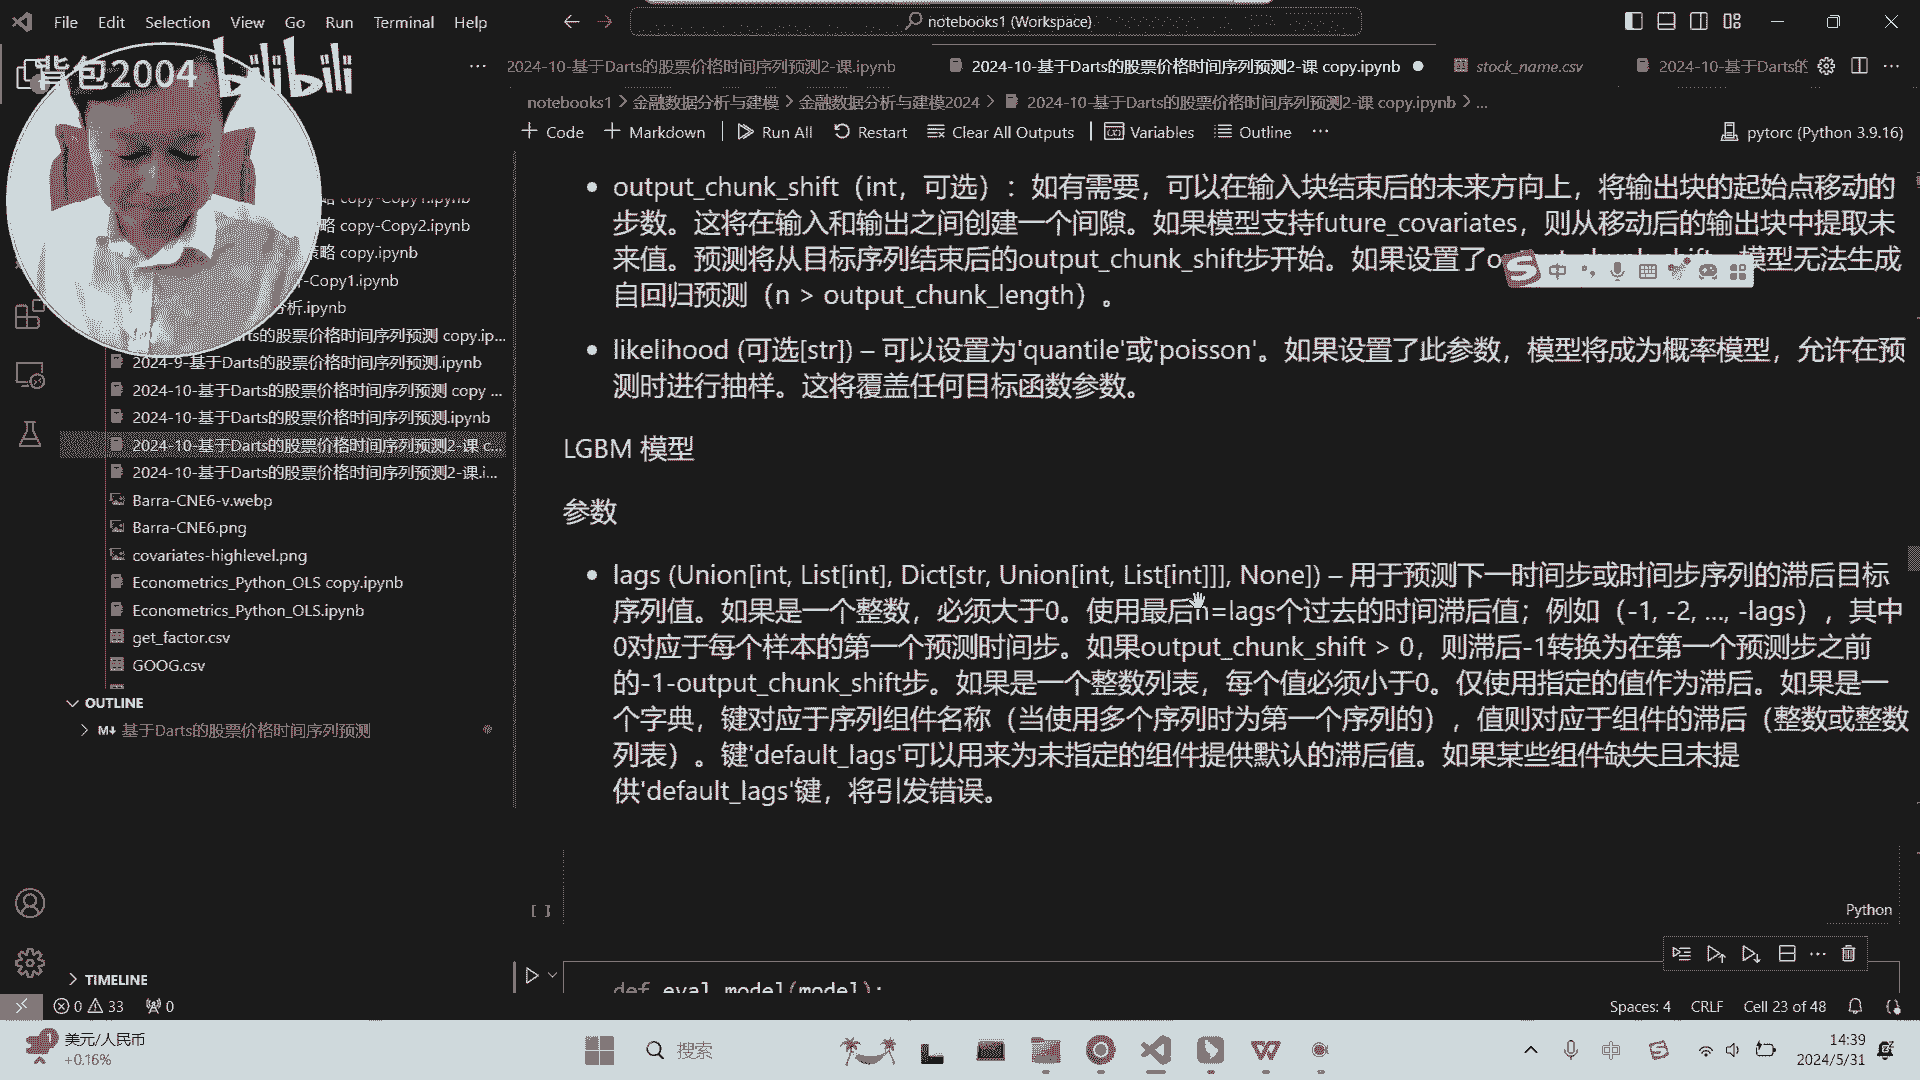 File Edit Selection View Go Run Terminal Help
notebooks1 (Workspace)
背包2004 bilibili
2024-10-基于Darts的股票价格时间序列预测2-课.ipynb
2024-10-基于Darts的股票价格时间序列预测2-课 copy.ipynb
stock_name.csv
2024-10-基于Darts的
notebooks1 > 金融数据分析与建模 > 金融数据分析与建模2024 > 2024-10-基于Darts的股票价格时间序列预测2-课 copy.ipynb > ...
+ Code + Markdown Run All Restart Clear All Outputs Variables Outline ...
pytorc (Python 3.9.16)
略 copy-Copy1.ipynb
略 copy-Copy2.ipynb
策略 copy.ipynb
-Copy1.ipynb
分析.ipynb
Darts的股票价格时间序列预测 copy.ip...
2024-9-基于Darts的股票价格时间序列预测.ipynb
2024-10-基于Darts的股票价格时间序列预测 copy ...
2024-10-基于Darts的股票价格时间序列预测.ipynb
2024-10-基于Darts的股票价格时间序列预测2-课 c...
2024-10-基于Darts的股票价格时间序列预测2-课.i...
Barra-CNE6-v.webp
Barra-CNE6.png
covariates-highlevel.png
Econometrics_Python_OLS copy.ipynb
Econometrics_Python_OLS.ipynb
get_factor.csv
GOOG.csv
OUTLINE
M↓ 基于Darts的股票价格时间序列预测
TIMELINE
• output_chunk_shift（int，可选）：如有需要，可以在输入块结束后的未来方向上，将输出块的起始点移动的
步数。这将在输入和输出之间创建一个间隙。如果模型支持future_covariates，则从移动后的输出块中提取未
来值。预测将从目标序列结束后的output_chunk_shift步开始。如果设置了o 模型无法生成
自回归预测（n > output_chunk_length）。
中
• likelihood (可选[str]) – 可以设置为'quantile'或'poisson'。如果设置了此参数，模型将成为概率模型，允许在预
测时进行抽样。这将覆盖任何目标函数参数。
LGBM 模型
参数
• lags (Union[int, List[int], Dict[str, Union[int, List[int]]], None]) – 用于预测下一时间步或时间步序列的滞后目标
序列值。如果是一个整数，必须大于0。使用最后n=lags个过去的时间滞后值；例如（-1, -2, ..., -lags），其中
0对应于每个样本的第一个预测时间步。如果output_chunk_shift > 0，则滞后-1转换为在第一个预测步之前
的-1-output_chunk_shift步。如果是一个整数列表，每个值必须小于0。仅使用指定的值作为滞后。如果是一
个字典，键对应于序列组件名称（当使用多个序列时为第一个序列的），值则对应于组件的滞后（整数或整数
列表）。键'default_lags'可以用来为未指定的组件提供默认的滞后值。如果某些组件缺失且未提
供'default_lags'键，将引发错误。
[ ]
Python
def eval_model(model):
0 33 0
Spaces: 4 CRLF Cell 23 of 48
美元/人民币
+0.16%
搜索
中
14:39
2024/5/31